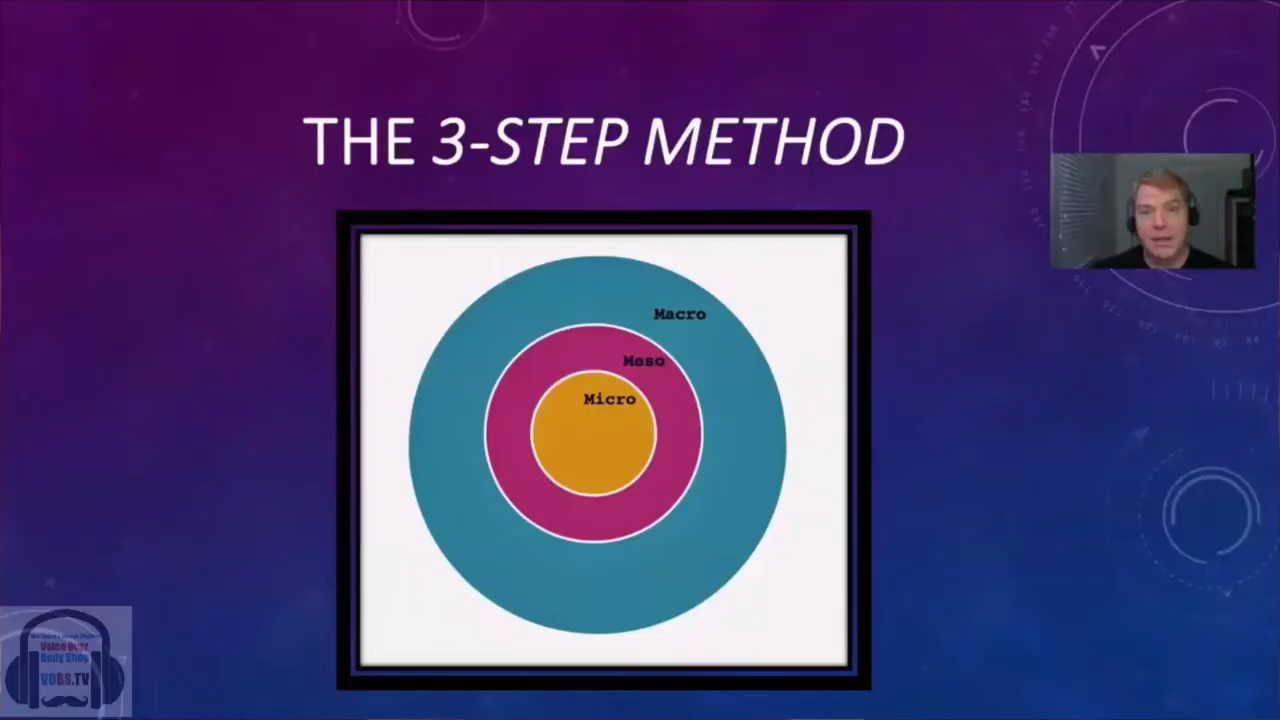 THE 3-STEP METHOD
Macro
Meso
Micro
Voice Over
Body Shop
VOBS.TV